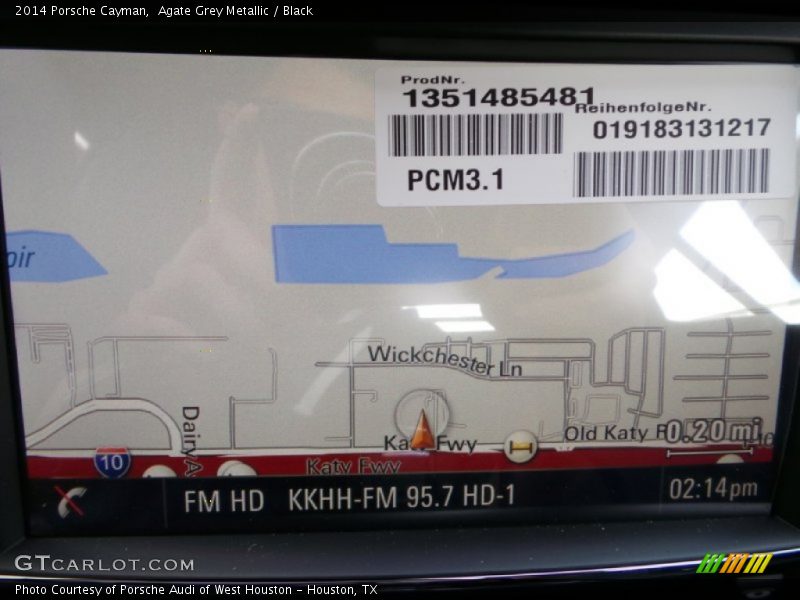 2014 Porsche Cayman,  Agate Grey Metallic / Black
ProdNr.
1351485481
ReihenfolgeNr.
019183131217
PCM3.1
oir
Wickchester Ln
Dairy A
Ka Fwy
Old Katy R
0.20 mi
10
Katy Fwy
FM HD KKHH-FM 95.7 HD-1
02:14pm
GTCARLOT.COM
Photo Courtesy of Porsche Audi of West Houston - Houston, TX